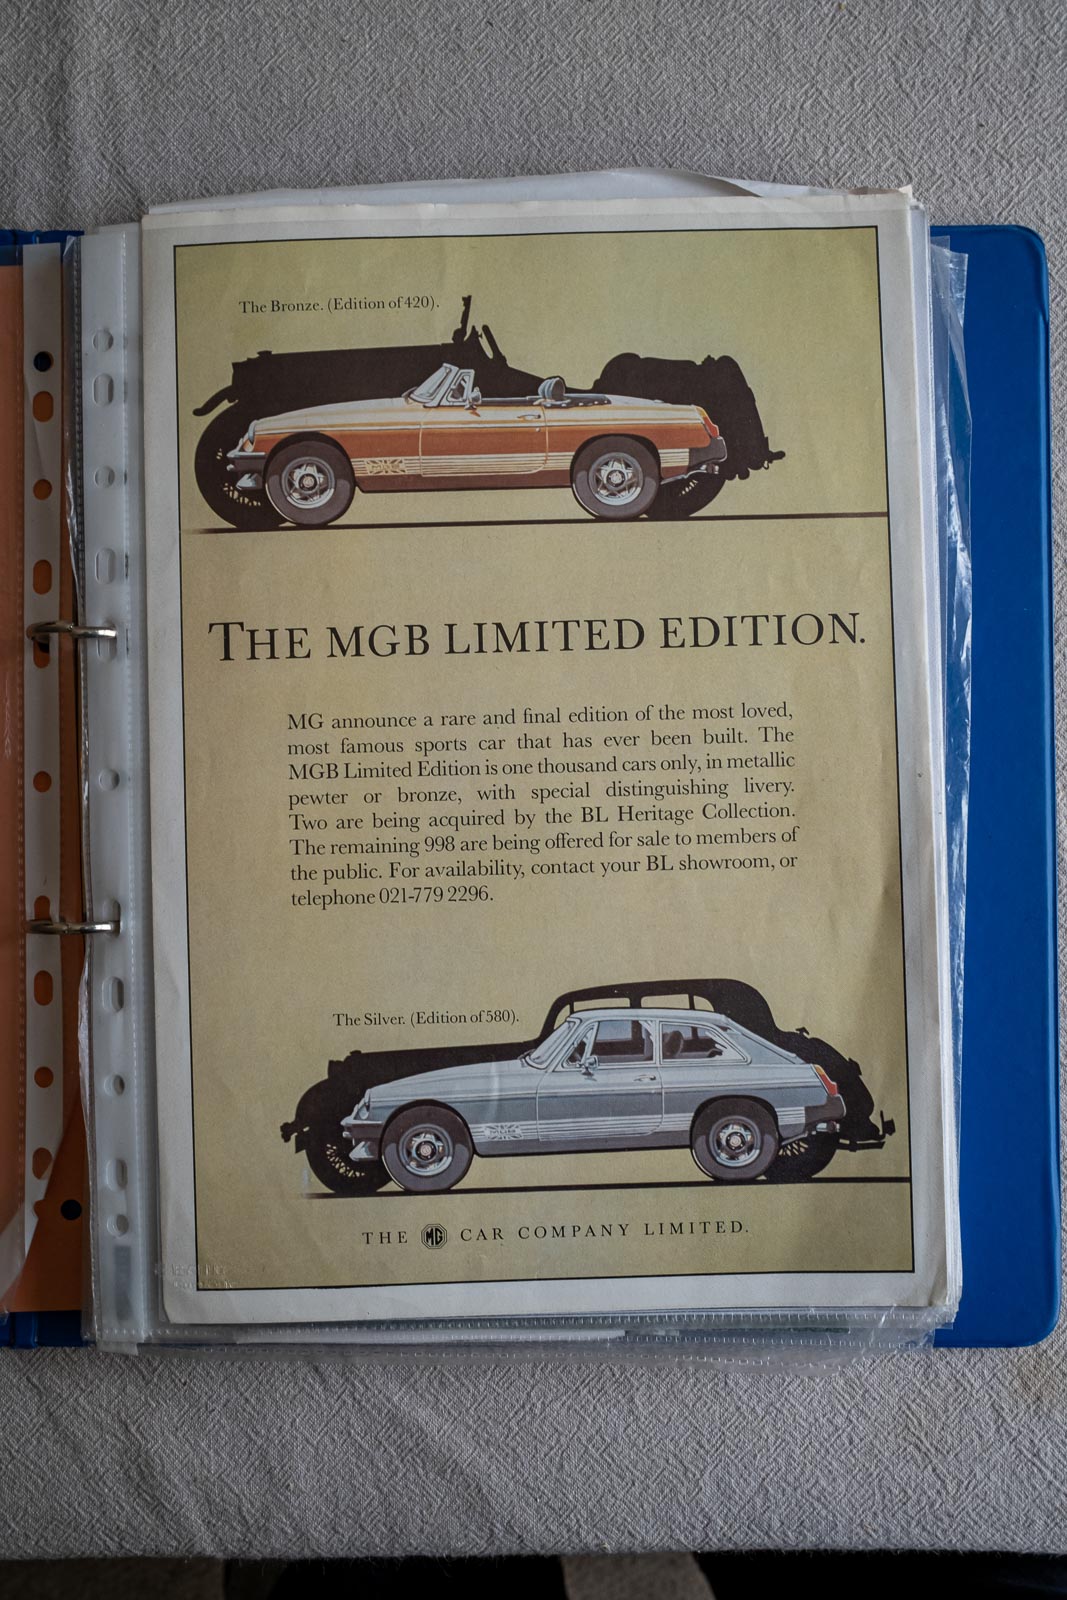 The Bronze. (Edition of 420).
THE MGB LIMITED EDITION.
MG announce a rare and final edition of the most loved,
most famous sports car that has ever been built. The
MGB Limited Edition is one thousand cars only, in metallic
pewter or bronze, with special distinguishing livery.
Two are being acquired by the BL Heritage Collection.
The remaining 998 are being offered for sale to members of
the public. For availability, contact your BL showroom, or
telephone 021-779 2296.
The Silver. (Edition of 580).
THE MG CAR COMPANY LIMITED.